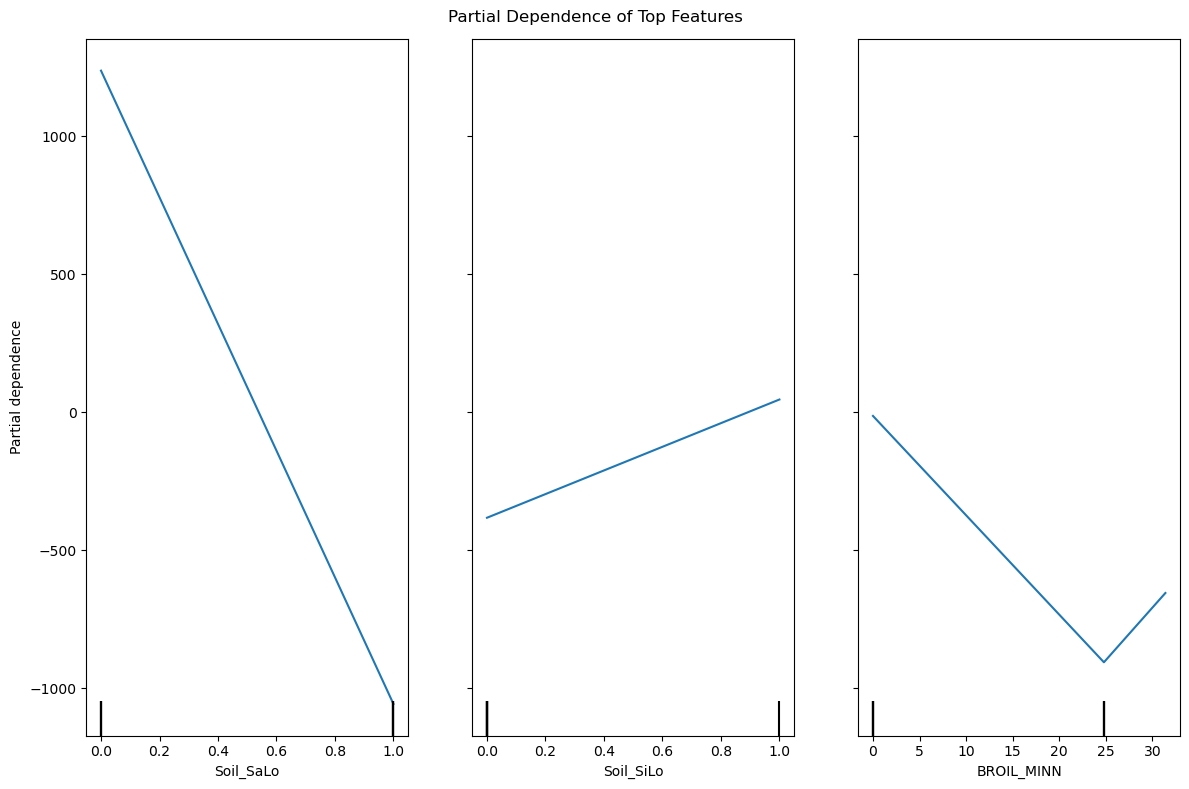 Partial Dependence of Top Features
Partial dependence
1000
500
0
−500
−1000
0.0 0.2 0.4 0.6 0.8 1.0
Soil_SaLo
0.0 0.2 0.4 0.6 0.8 1.0
Soil_SiLo
0 5 10 15 20 25 30
BROIL_MINN